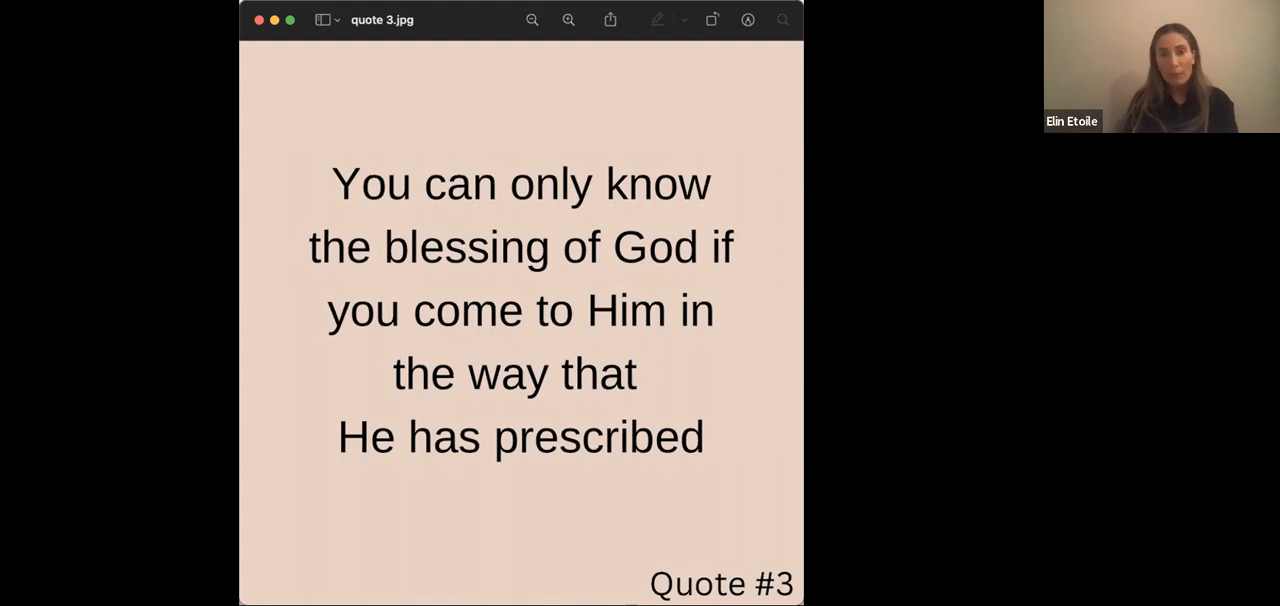 quote 3.jpg
Elin Etoile
You can only know
the blessing of God if
you come to Him in
the way that
He has prescribed
Quote #3